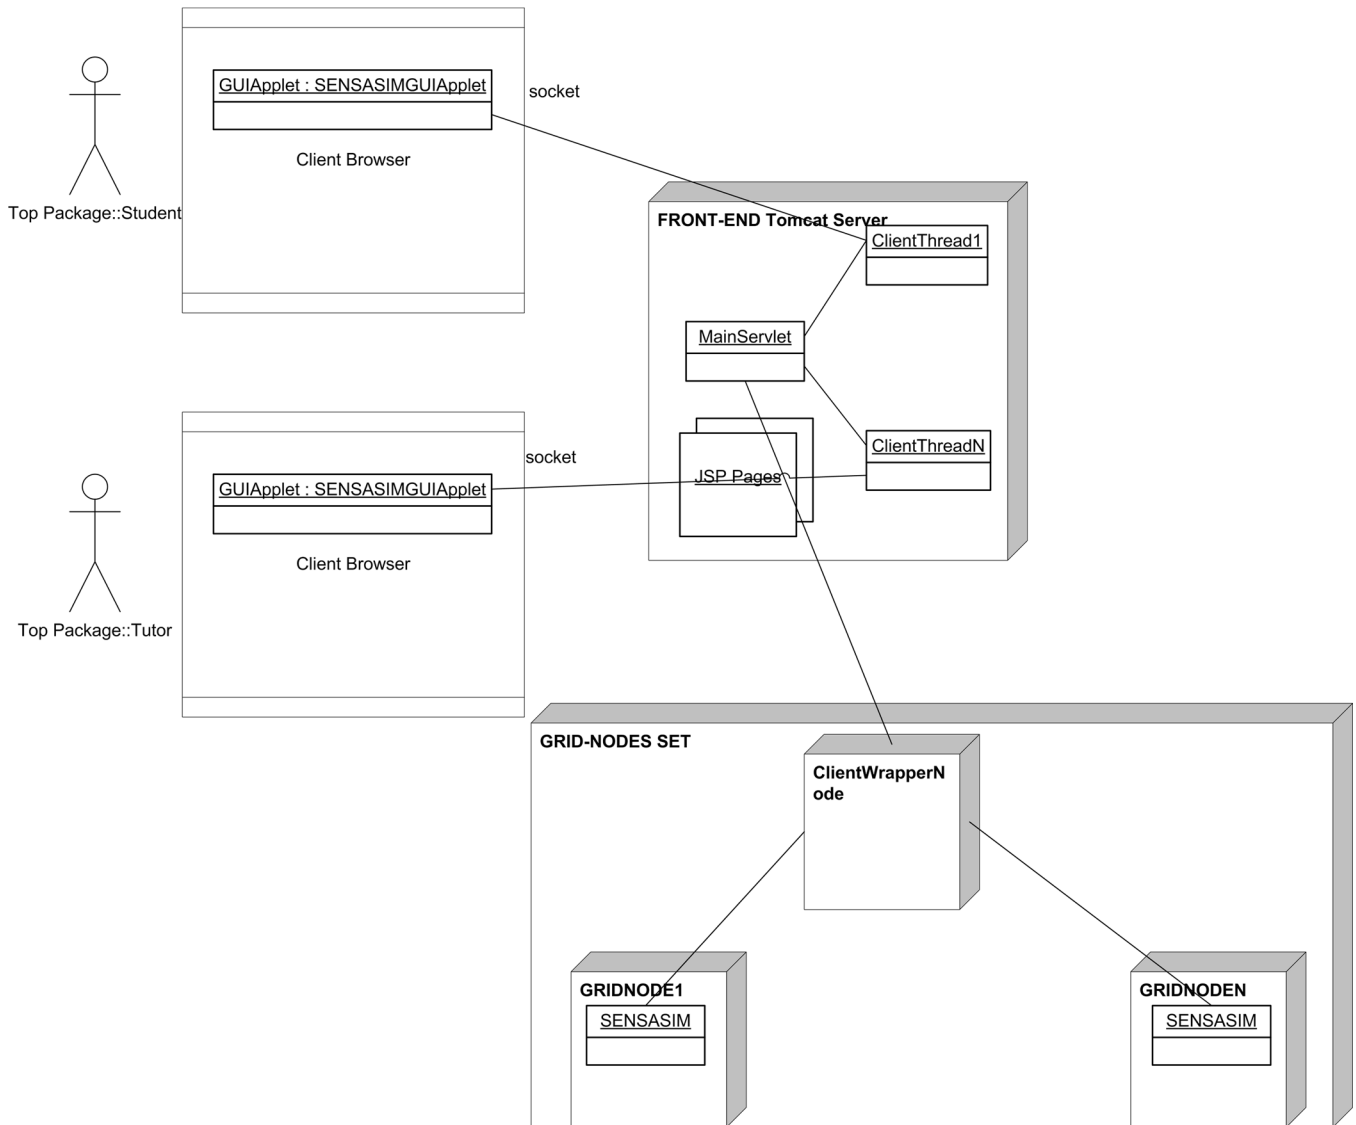 GUIApplet : SENSASIMGUIApplet
socket
Client Browser
Top Package::Student
FRONT-END Tomcat Server
ClientThread1
MainServlet
ClientThreadN
JSP Pages
socket
GUIApplet : SENSASIMGUIApplet
Client Browser
Top Package::Tutor
GRID-NODES SET
ClientWrapperN
ode
GRIDNODE1
SENSASIM
GRIDNODEN
SENSASIM